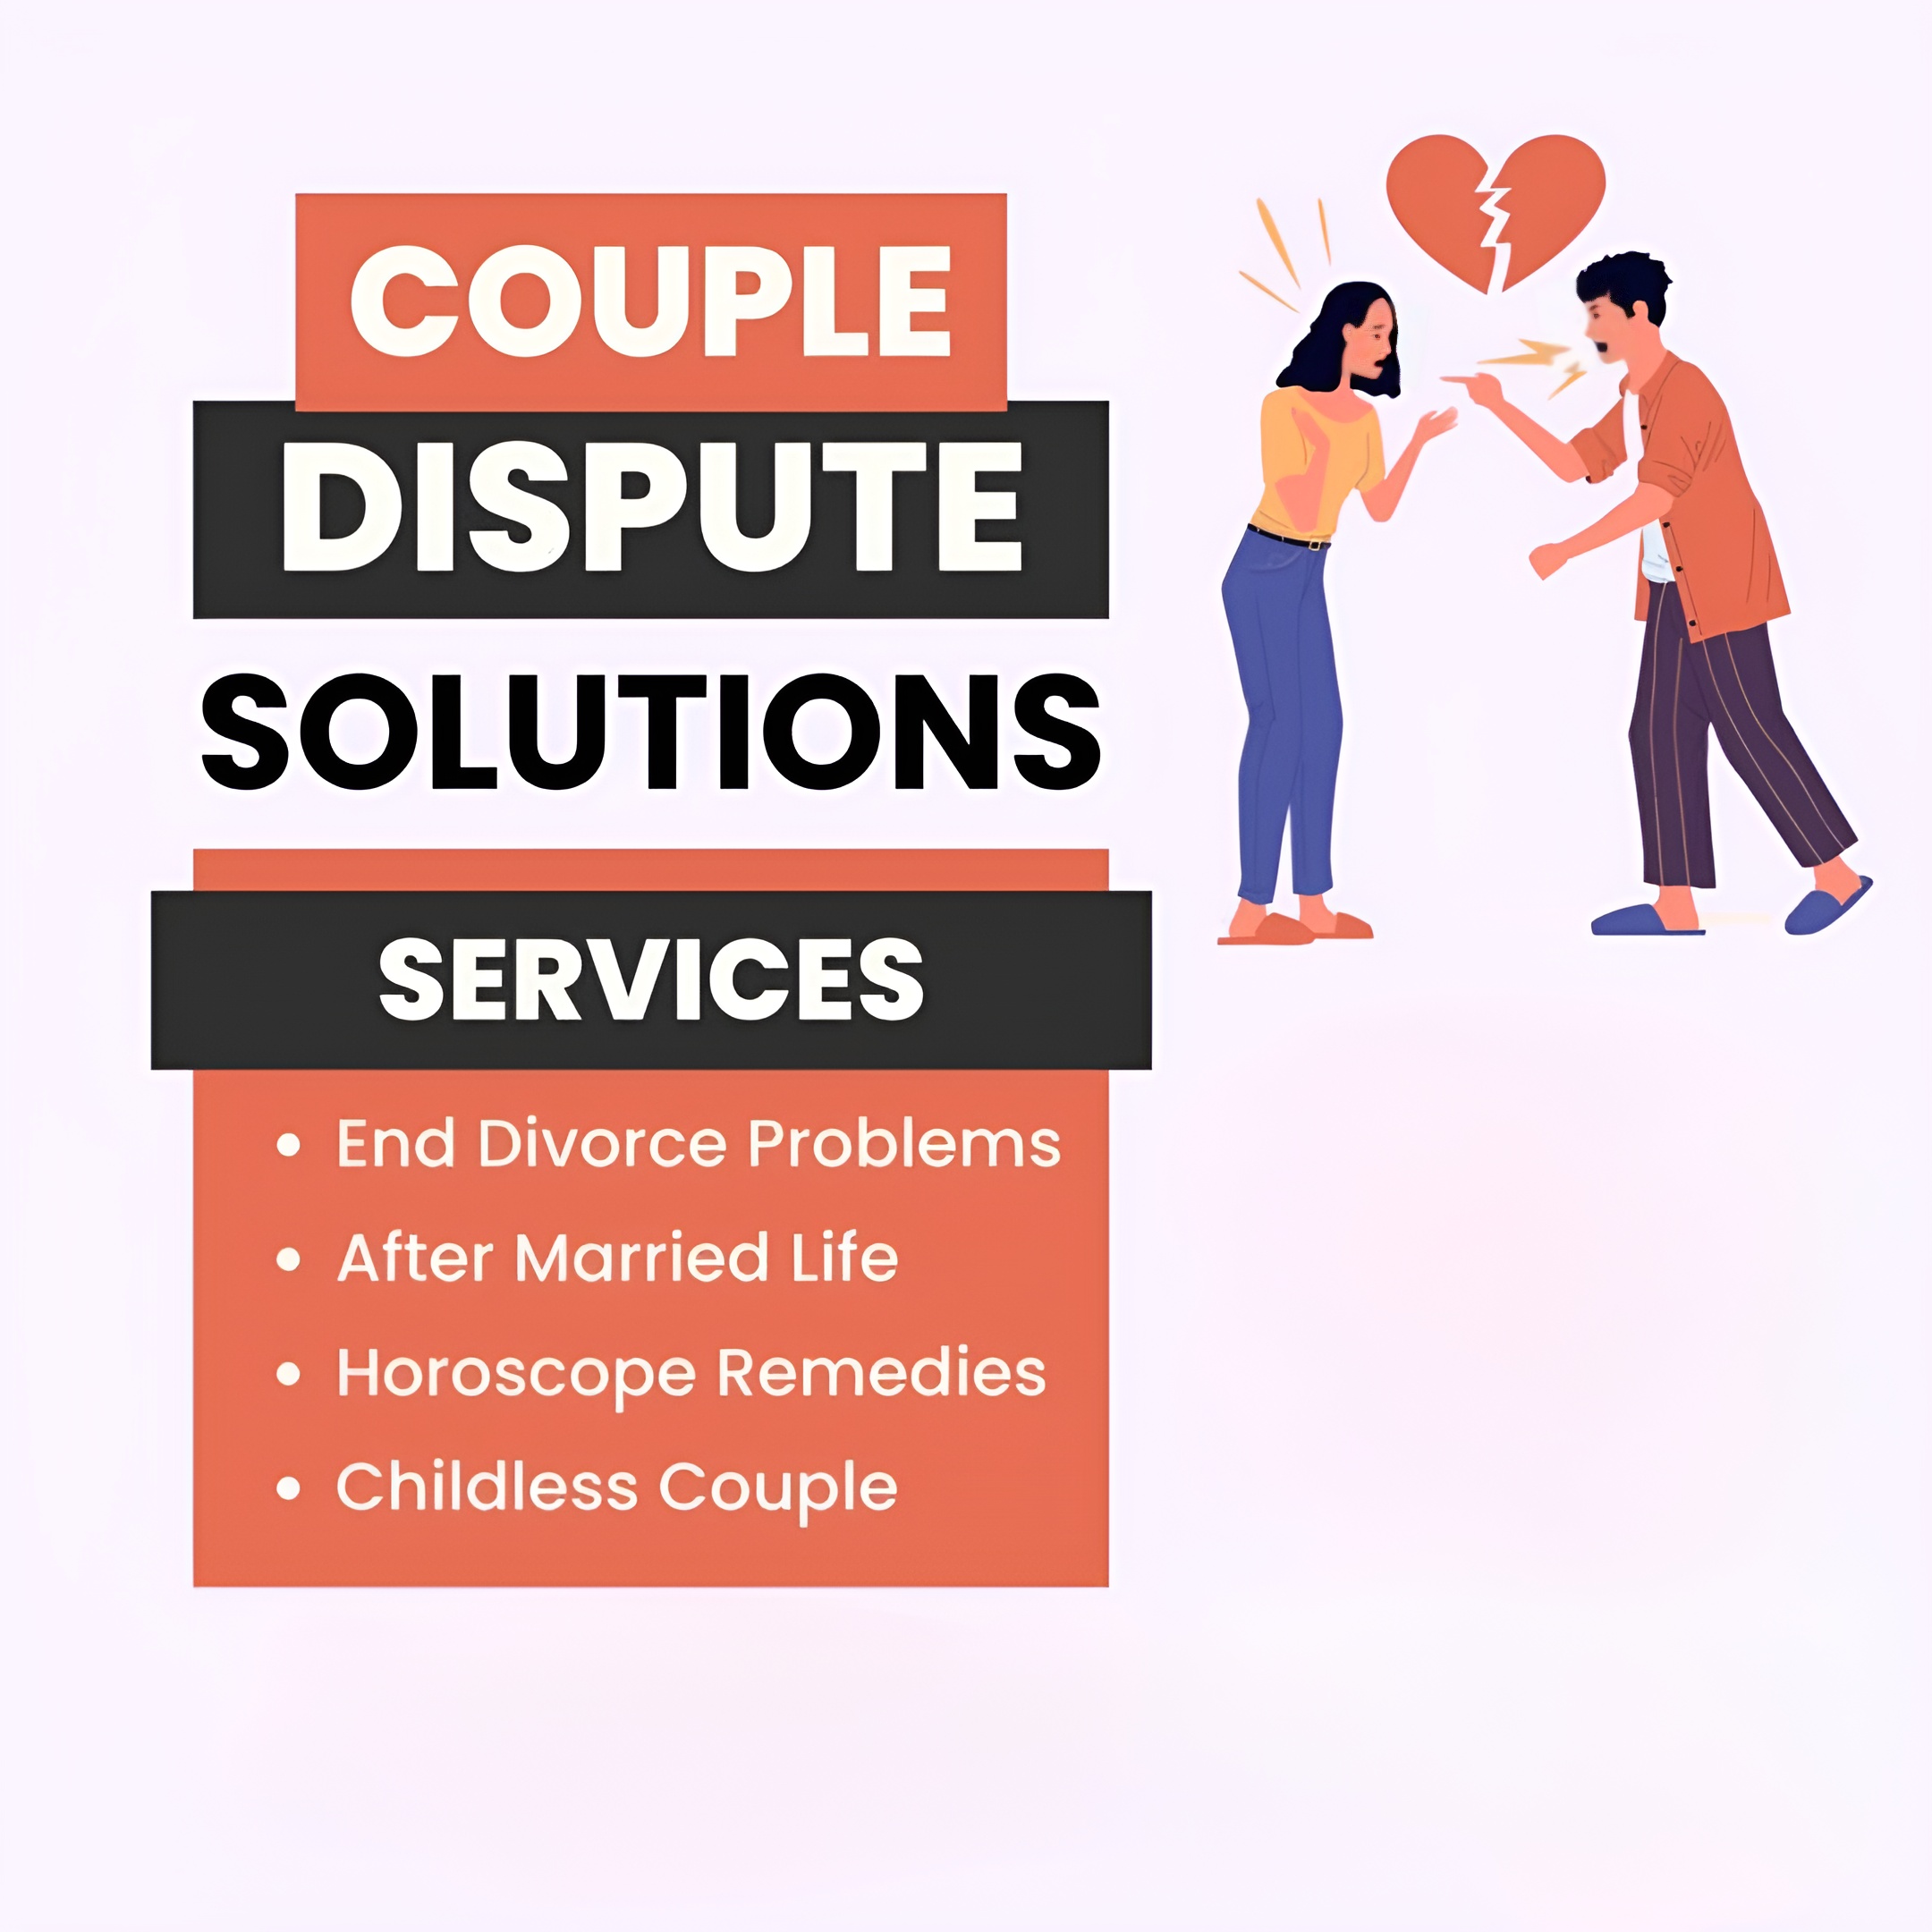 COUPLE
DISPUTE
SOLUTIONS
SERVICES
• End Divorce Problems
• After Married Life
• Horoscope Remedies
• Childless Couple